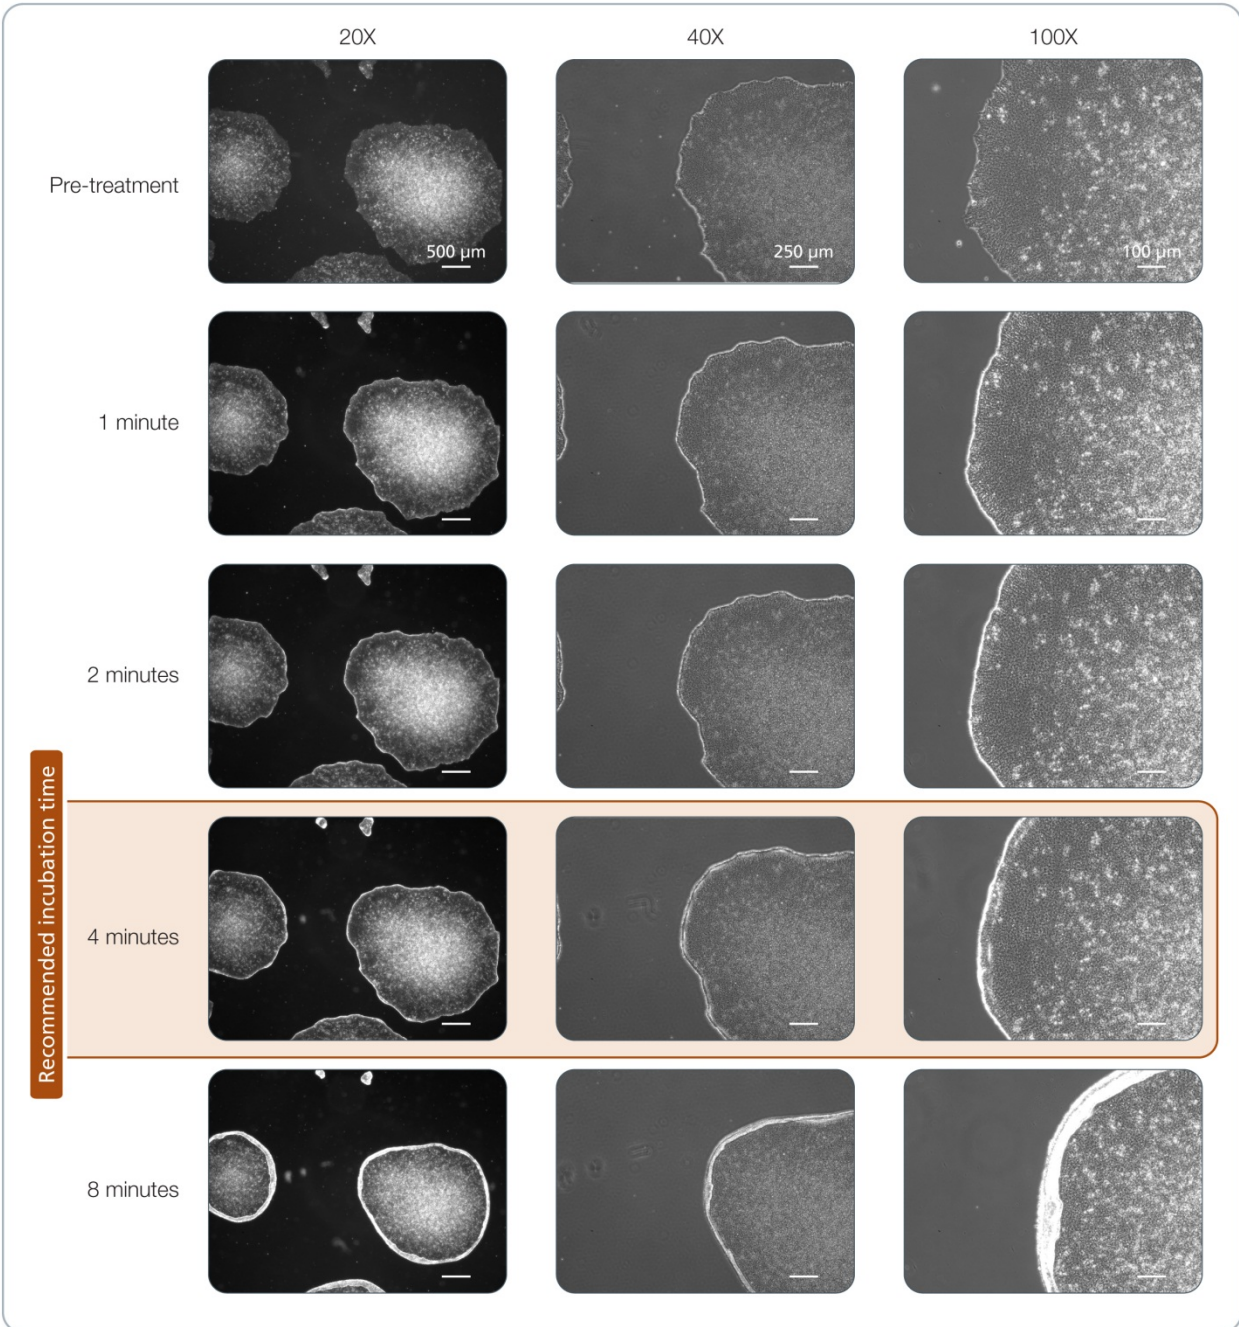 20X
40X
100X
Pre-treatment
500 µm
250 µm
100 µm
1 minute
2 minutes
Recommended incubation time
4 minutes
8 minutes